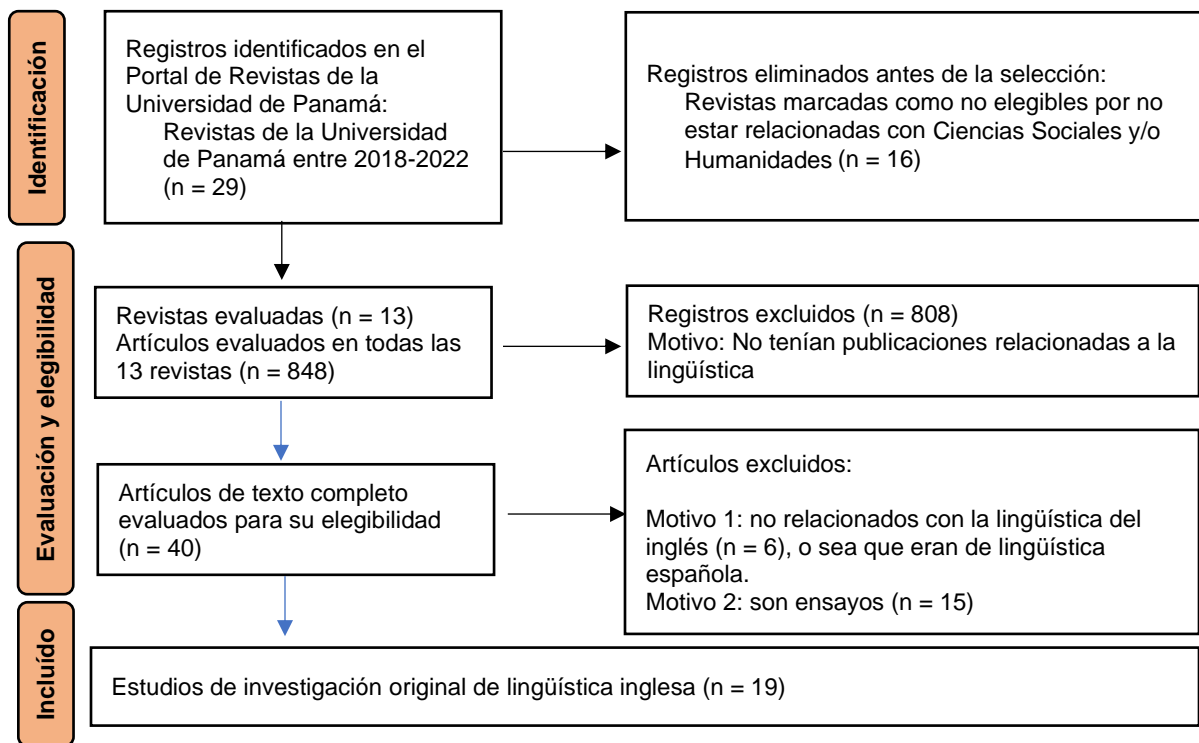 Identificación
Registros identificados en el
Portal de Revistas de la
Universidad de Panamá:
Revistas de la Universidad
de Panamá entre 2018-2022
(n = 29)
Registros eliminados antes de la selección:
Revistas marcadas como no elegibles por no
estar relacionadas con Ciencias Sociales y/o
Humanidades (n = 16)
Evaluación y elegibilidad
Revistas evaluadas (n = 13)
Artículos evaluados en todas las
13 revistas (n = 848)
Registros excluidos (n = 808)
Motivo: No tenían publicaciones relacionadas a la
lingüística
Artículos de texto completo
evaluados para su elegibilidad
(n = 40)
Artículos excluidos:
Motivo 1: no relacionados con la lingüística del
inglés (n = 6), o sea que eran de lingüística
española.
Motivo 2: son ensayos (n = 15)
Incluído
Estudios de investigación original de lingüística inglesa (n = 19)